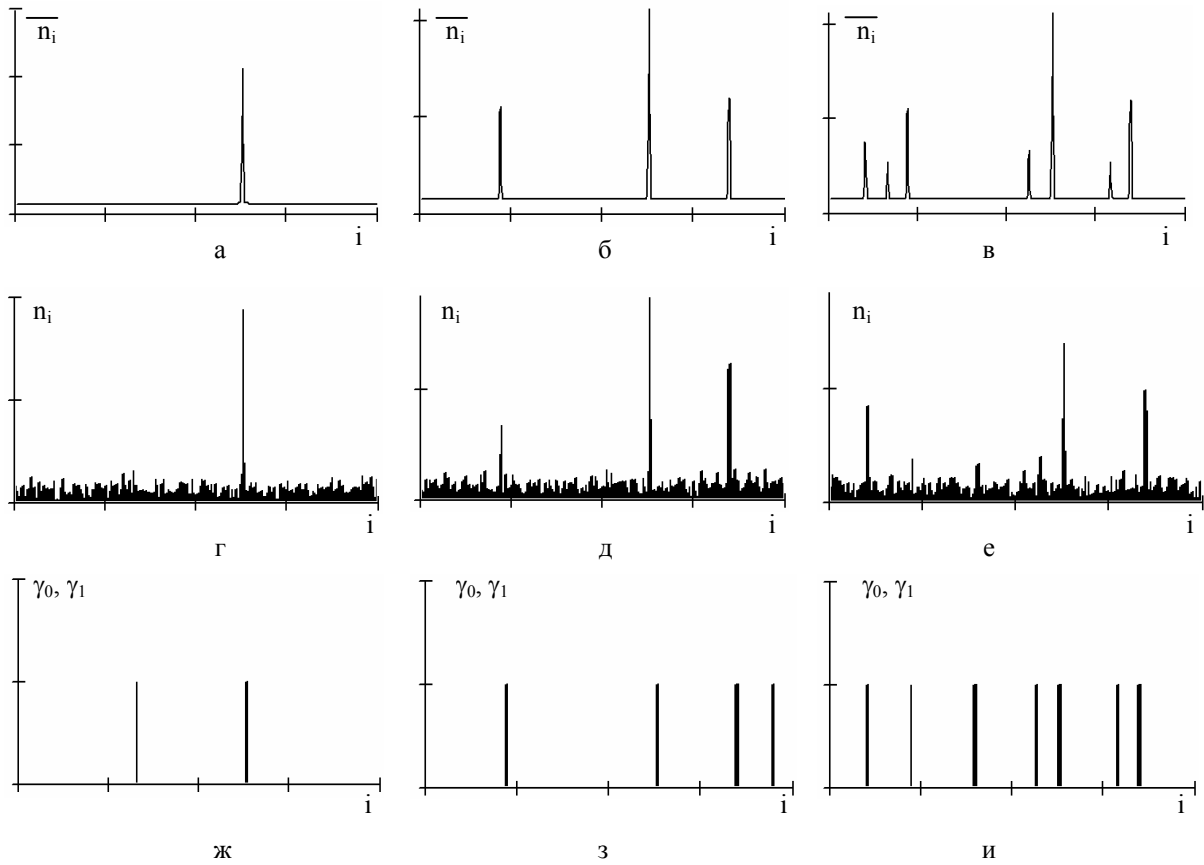 n̅ᵢ n̅ᵢ n̅ᵢ
i i i
а б в
nᵢ nᵢ nᵢ
i i i
г д е
γ₀, γ₁ γ₀, γ₁ γ₀, γ₁
i i i
ж з и